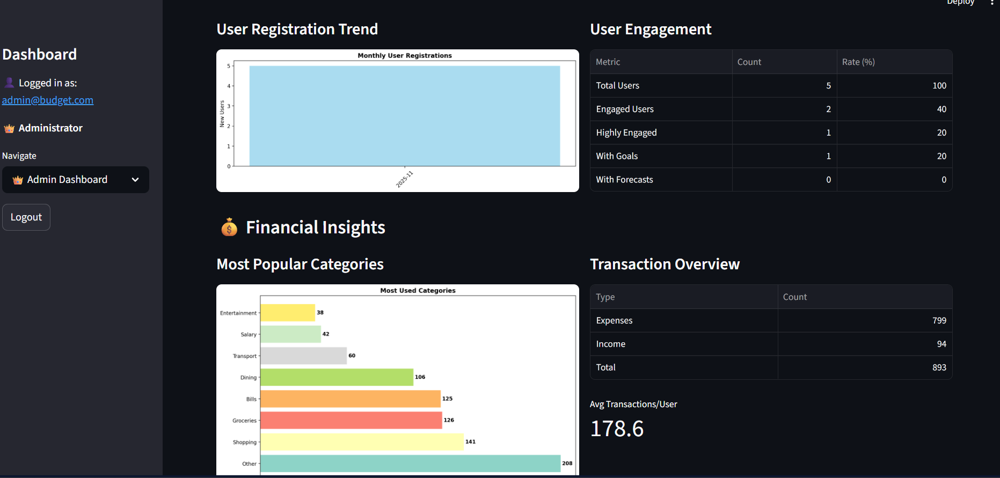 Deploy
Dashboard
Logged in as:
admin@budget.com
Administrator
Navigate
Admin Dashboard
Logout
User Registration Trend
Monthly User Registrations
New Users
5
4
3
2
1
0
2025-11
User Engagement
Metric Count Rate (%)
Total Users 5 100
Engaged Users 2 40
Highly Engaged 1 20
With Goals 1 20
With Forecasts 0 0
Financial Insights
Most Popular Categories
Most Used Categories
Entertainment 38
Salary 42
Transport 60
Dining 106
Bills 125
Groceries 126
Shopping 141
Other 208
Transaction Overview
Type Count
Expenses 799
Income 94
Total 893
Avg Transactions/User
178.6